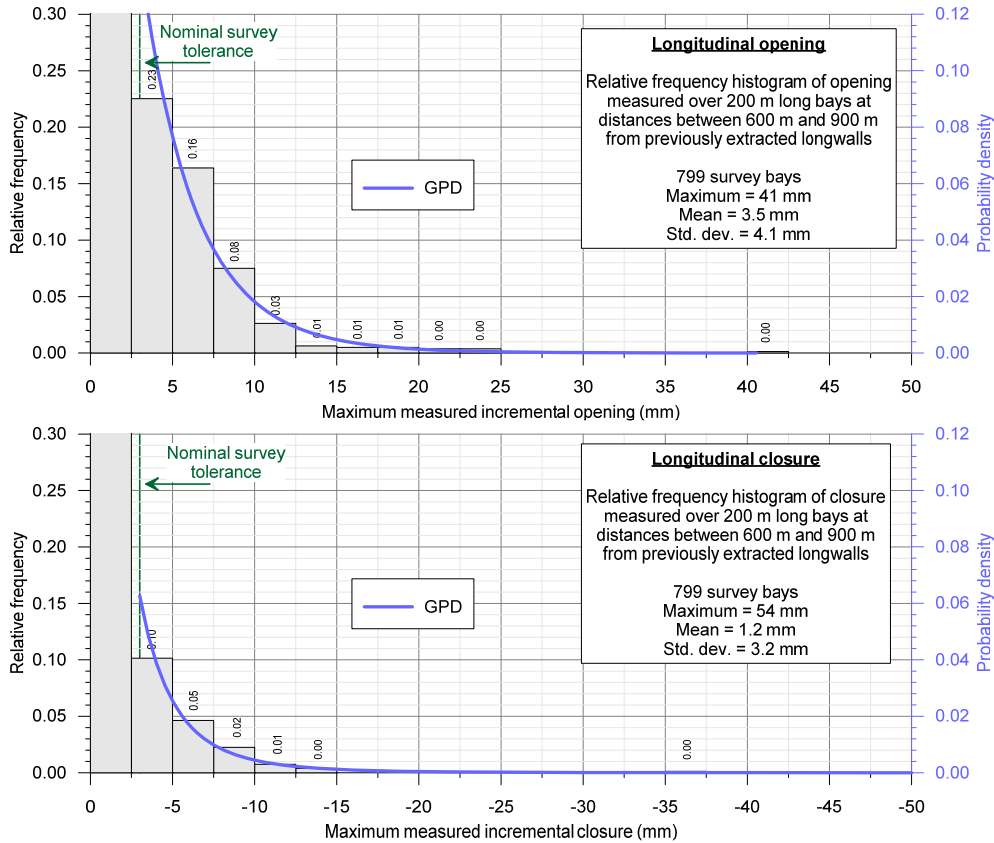 0.30
0.25
0.20
0.15
0.10
0.05
0.00
Relative frequency
Nominal survey
tolerance
0.23
0.16
0.08
0.03
0.01
0.01
0.01
0.00
0.00
0.00
GPD
Longitudinal opening
Relative frequency histogram of opening
measured over 200 m long bays at
distances between 600 m and 900 m
from previously extracted longwalls
799 survey bays
Maximum = 41 mm
Mean = 3.5 mm
Std. dev. = 4.1 mm
0.12
0.10
0.08
0.06
0.04
0.02
0.00
Probability density
0 5 10 15 20 25 30 35 40 45 50
Maximum measured incremental opening (mm)
0.30
0.25
0.20
0.15
0.10
0.05
0.00
Relative frequency
Nominal survey
tolerance
0.10
0.05
0.02
0.01
0.00
0.00
GPD
Longitudinal closure
Relative frequency histogram of closure
measured over 200 m long bays at
distances between 600 m and 900 m
from previously extracted longwalls
799 survey bays
Maximum = 54 mm
Mean = 1.2 mm
Std. dev. = 3.2 mm
0.12
0.10
0.08
0.06
0.04
0.02
0.00
Probability density
0 -5 -10 -15 -20 -25 -30 -35 -40 -45 -50
Maximum measured incremental closure (mm)